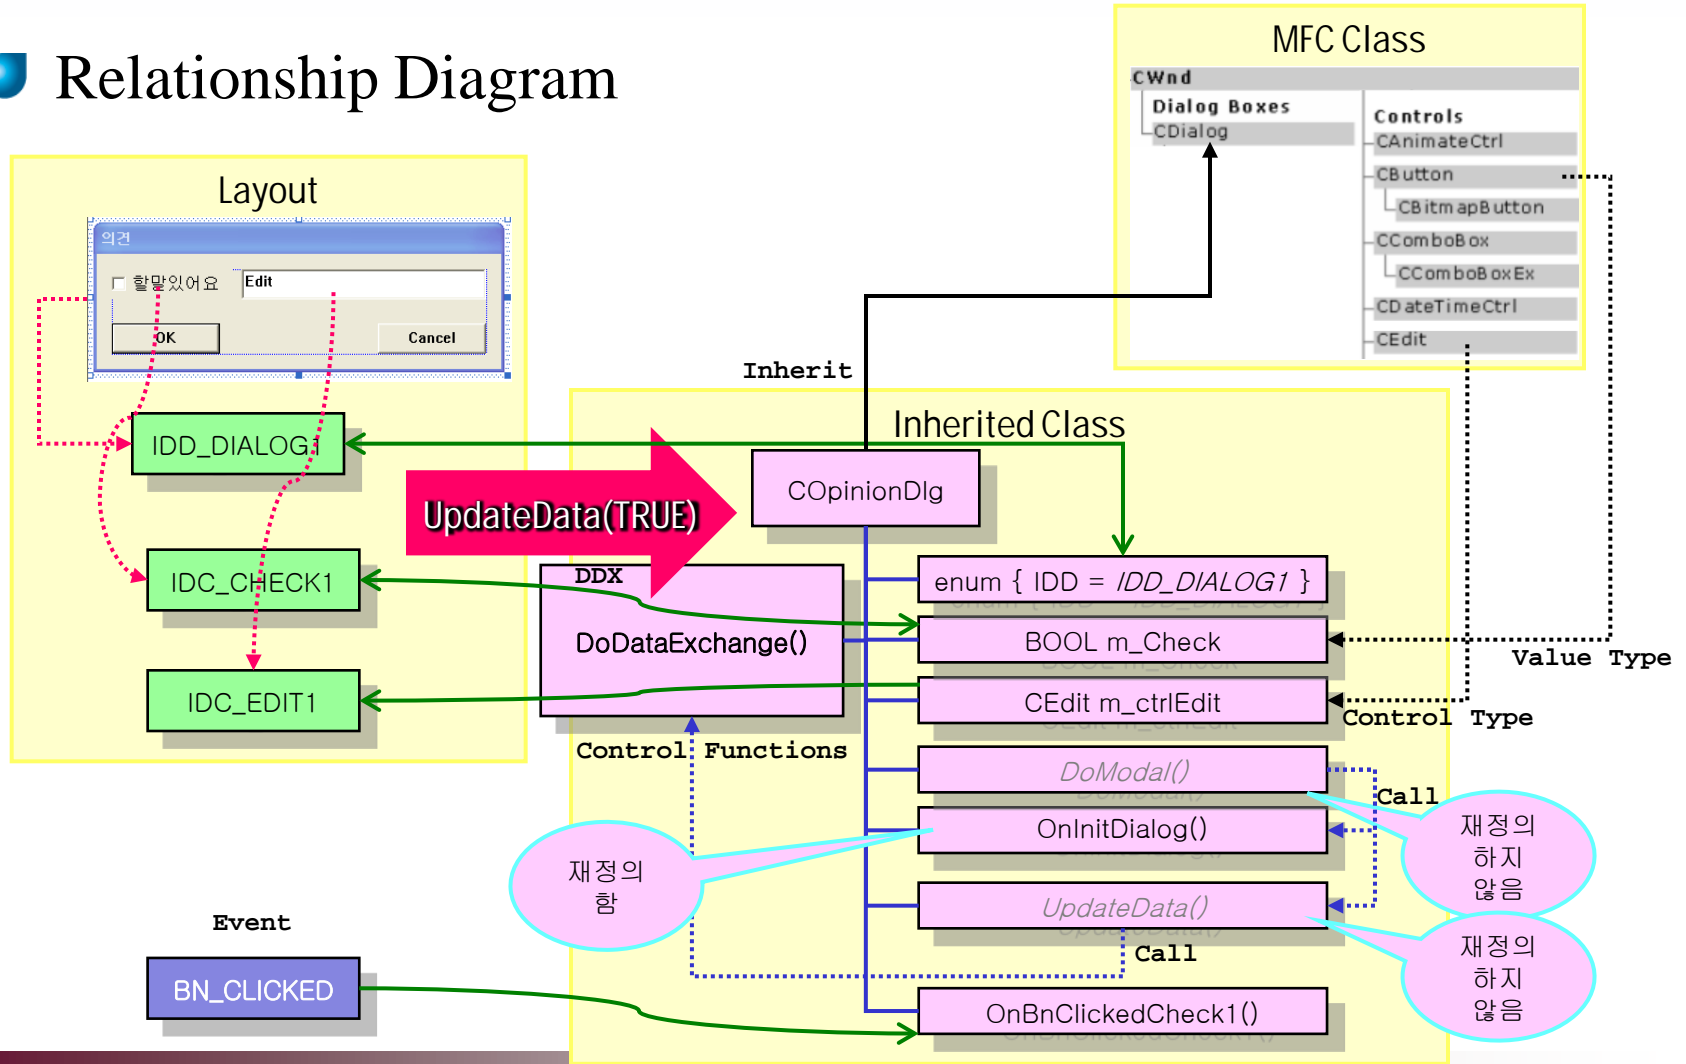 Relationship Diagram
MFC Class
CWnd
Dialog Boxes
CDialog
Controls
CAnimateCtrl
CButton
CBitmapButton
CComboBox
CComboBoxEx
CDateTimeCtrl
CEdit
Layout
의견
할말있어요
Edit
OK
Cancel
IDD_DIALOG1
IDC_CHECK1
IDC_EDIT1
UpdateData(TRUE)
Inherit
Inherited Class
COpinionDlg
DDX
DoDataExchange()
enum { IDD = IDD_DIALOG1 }
BOOL m_Check
CEdit m_ctrlEdit
Value Type
Control Type
Control Functions
DoModal()
Call
OnInitDialog()
재정의
함
재정의
하지
않음
UpdateData()
Call
재정의
하지
않음
Event
BN_CLICKED
OnBnClickedCheck1()